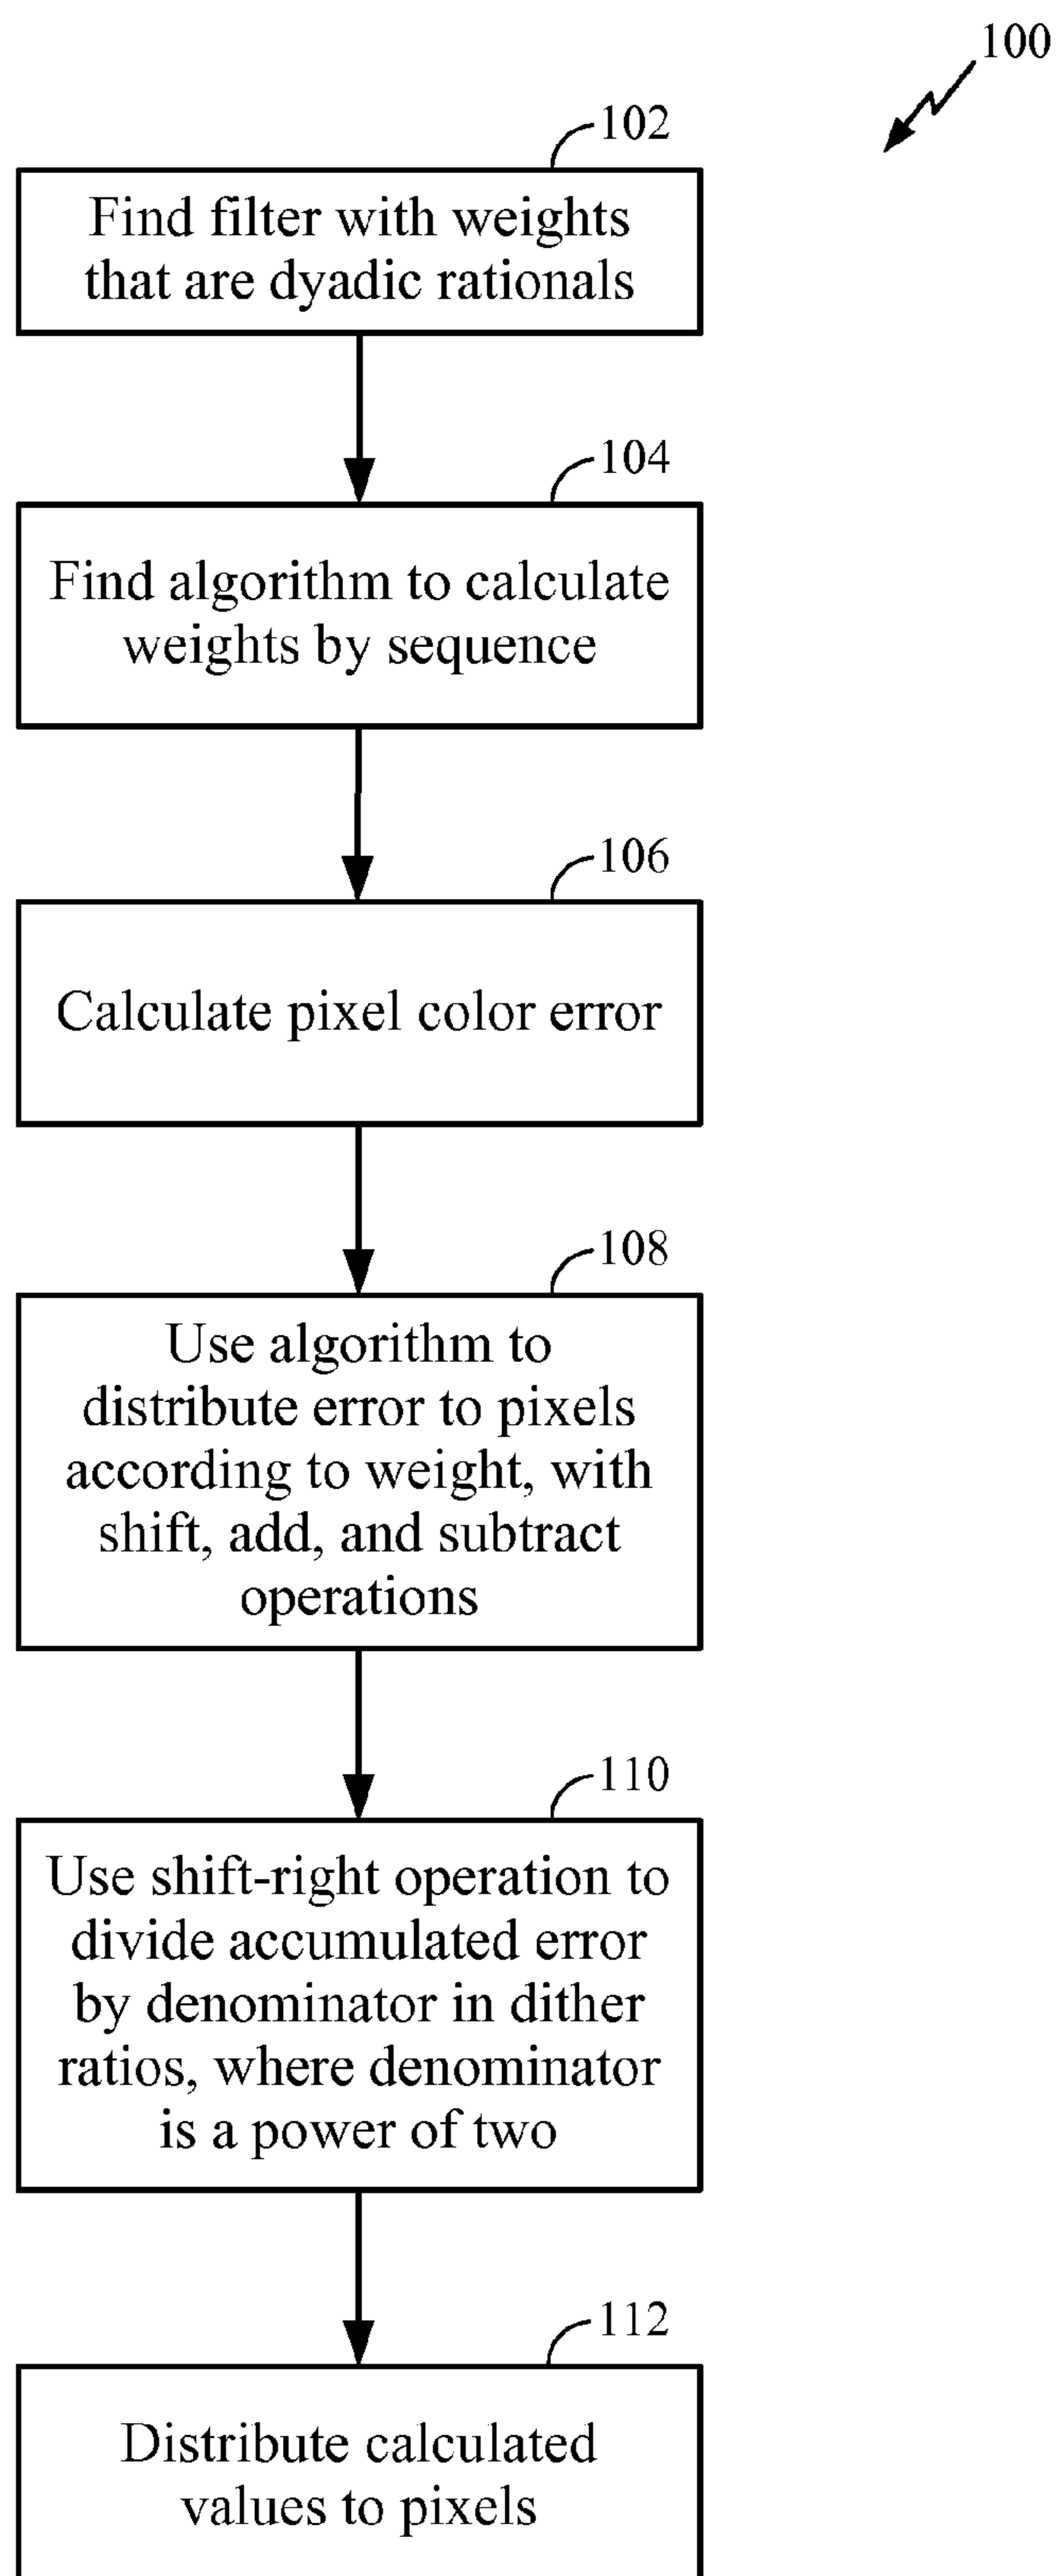 100
102
Find filter with weights
that are dyadic rationals
104
Find algorithm to calculate
weights by sequence
106
Calculate pixel color error
108
Use algorithm to
distribute error to pixels
according to weight, with
shift, add, and subtract
operations
110
Use shift-right operation to
divide accumulated error
by denominator in dither
ratios, where denominator
is a power of two
112
Distribute calculated
values to pixels